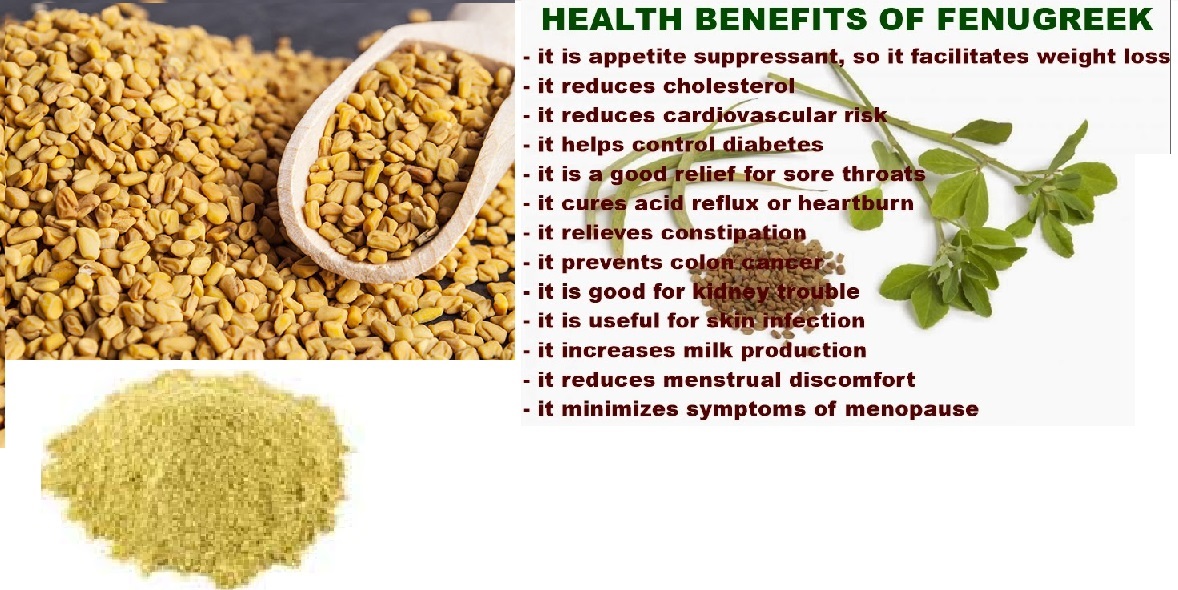 HEALTH BENEFITS OF FENUGREEK
- it is appetite suppressant, so it facilitates weight loss
- it reduces cholesterol
- it reduces cardiovascular risk
- it helps control diabetes
- it is a good relief for sore throats
- it cures acid reflux or heartburn
- it relieves constipation
- it prevents colon cancer
- it is good for kidney trouble
- it is useful for skin infection
- it increases milk production
- it reduces menstrual discomfort
- it minimizes symptoms of menopause